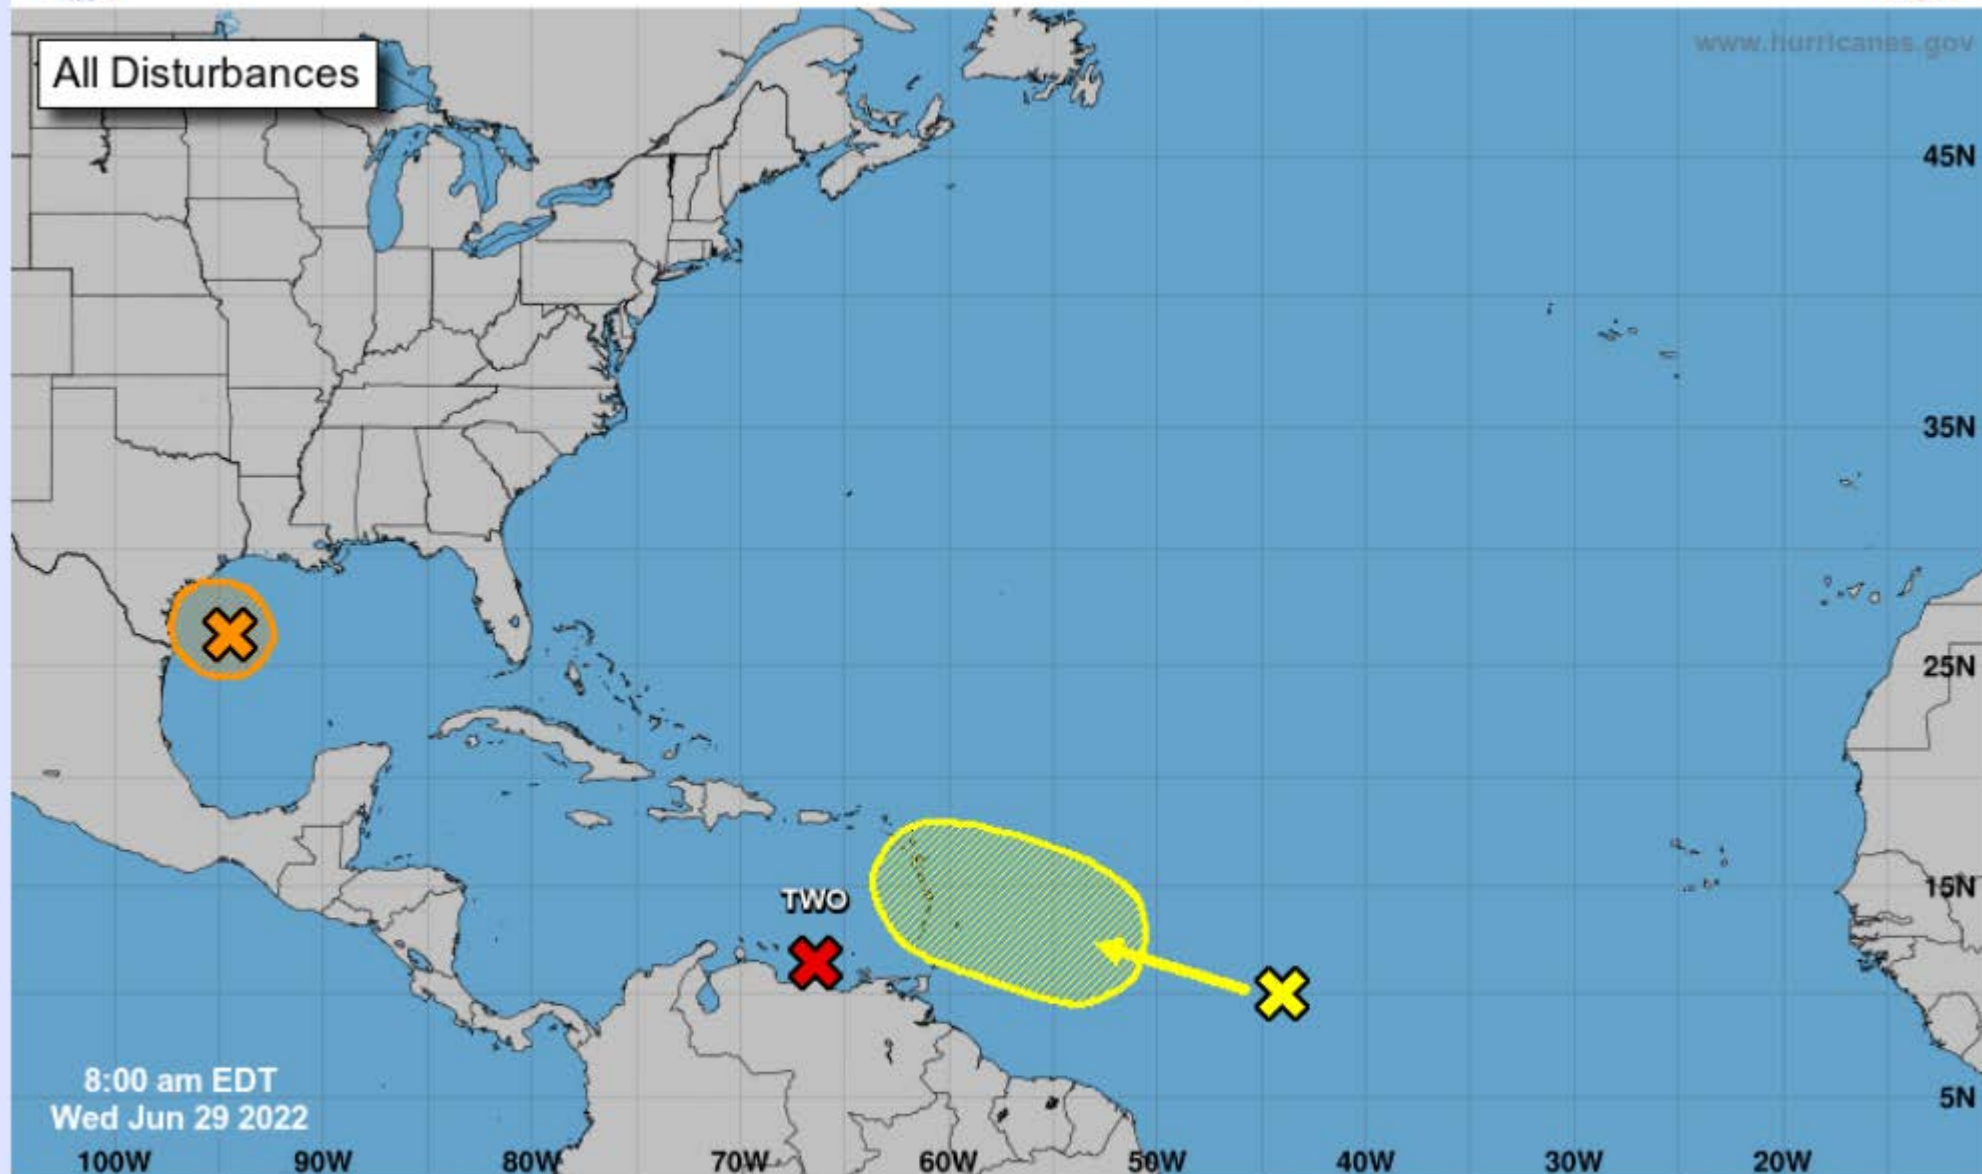 All Disturbances
www.hurricanes.gov
45N
35N
25N
15N
TWO
5N
8:00 am EDT
Wed Jun 29 2022
100W 90W 80W 70W 60W 50W 40W 30W 20W